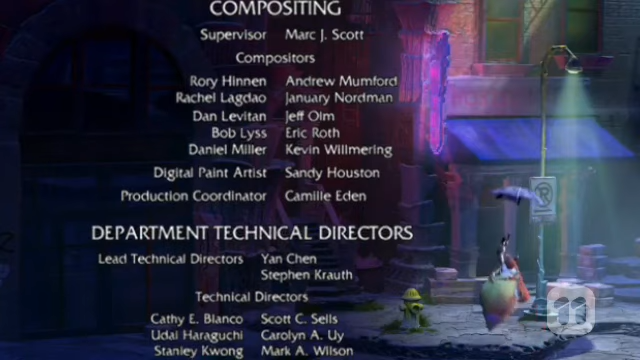 COMPOSITING
Supervisor Marc J. Scott
Compositors
Rory Hinnen Andrew Mumford
Rachel Lagdao January Nordman
Dan Levitan Jeff Olm
Bob Lyss Eric Roth
Daniel Miller Kevin Willmering
Digital Paint Artist Sandy Houston
Production Coordinator Camille Eden
DEPARTMENT TECHNICAL DIRECTORS
Lead Technical Directors Yan Chen
Stephen Krauth
Technical Directors
Cathy E. Blanco Scott C. Sells
Udai Haraguchi Carolyn A. Uy
Stanley Kwong Mark A. Wilson